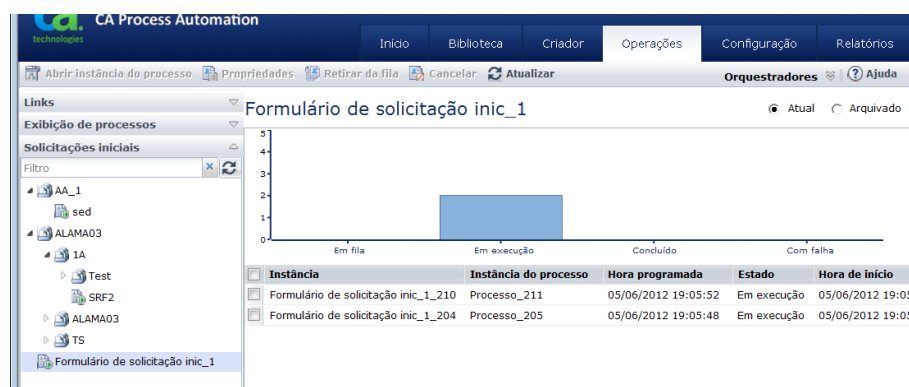 CA Process Automation
ca.
technologies
Início Biblioteca Criador Operações Configuração Relatórios
Abrir instância do processo Propriedades Retirar da fila Cancelar Atualizar Orquestradores Ajuda
Links
Exibição de processos
Solicitações iniciais
Filtro
AA_1
sed
ALAMA03
1A
Test
SRF2
ALAMA03
TS
Formulário de solicitação inic_1
Formulário de solicitação inic_1 Atual Arquivado
5
4
3
2
1
0
Em fila Em execução Concluído Com falha
Instância Instância do processo Hora programada Estado Hora de início
Formulário de solicitação inic_1_210 Processo_211 05/06/2012 19:05:52 Em execução 05/06/2012 19:05
Formulário de solicitação inic_1_204 Processo_205 05/06/2012 19:05:48 Em execução 05/06/2012 19:05